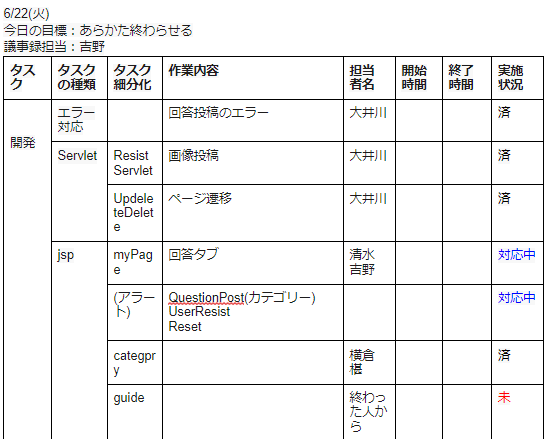 6/22(火)
今日の目標：あらかた終わらせる
議事録担当：吉野
タス
ク
タスク
の種類
タスク
細分化
作業内容
担当
者名
開始
時間
終了
時間
実施
状況
開発
エラー
対応
回答投稿のエラー
大井川
済
Servlet
Resist
Servlet
画像投稿
大井川
済
Updele
teDelet
e
ページ遷移
大井川
済
jsp
myPag
e
回答タブ
清水
吉野
対応中
(アラー
ト)
QuestionPost(カテゴリー)
UserResist
Reset
対応中
categpr
y
横倉
椹
済
guide
終わっ
た人か
ら
未